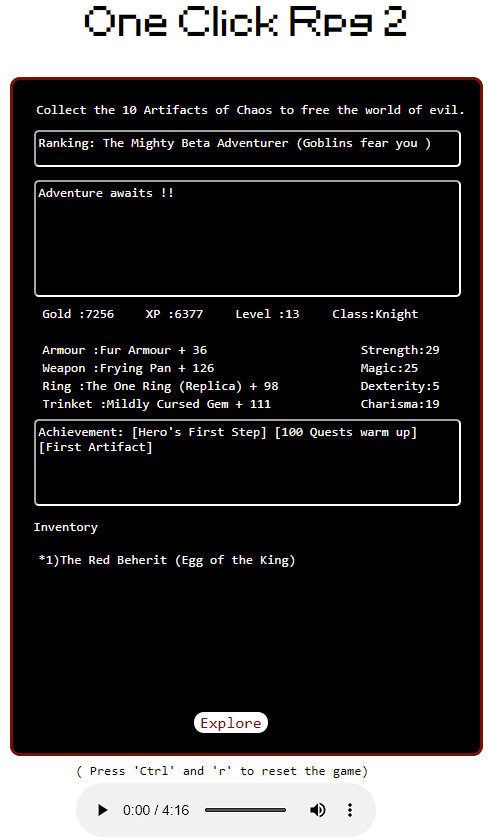 One Click Rpg 2
Collect the 10 Artifacts of Chaos to free the world of evil.
Ranking: The Mighty Beta Adventurer (Goblins fear you )
Adventure awaits !!
Gold :7256 XP :6377 Level :13 Class:Knight
Armour :Fur Armour + 36 Strength:29
Weapon :Frying Pan + 126 Magic:25
Ring :The One Ring (Replica) + 98 Dexterity:5
Trinket :Mildly Cursed Gem + 111 Charisma:19
Achievement: [Hero's First Step] [100 Quests warm up]
[First Artifact]
Inventory
*1)The Red Beherit (Egg of the King)
Explore
( Press 'Ctrl' and 'r' to reset the game)
0:00 / 4:16